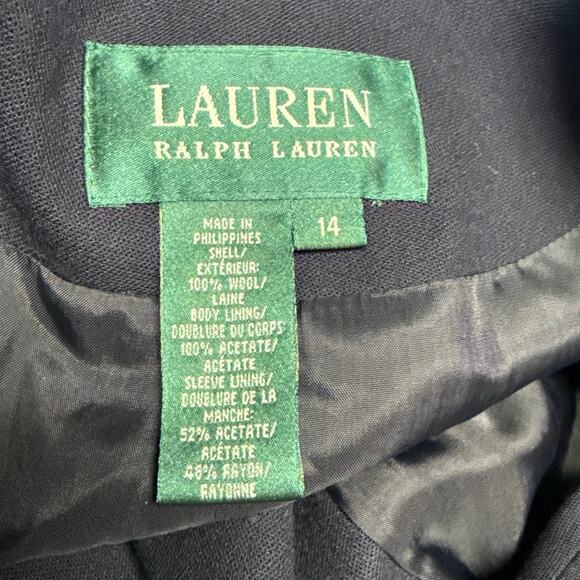 LAUREN
RALPH LAUREN
14
MADE IN
PHILIPPINES
SHELL/
EXTÉRIEUR:
100% WOOL/
LAINE
BODY LINING/
DOUBLURE DU CORPS:
100% ACETATE/
ACÉTATE
SLEEVE LINING/
DOUBLURE DE LA
MANCHE:
52% ACETATE/
ACÉTATE
48% RAYON/
RAYONNE